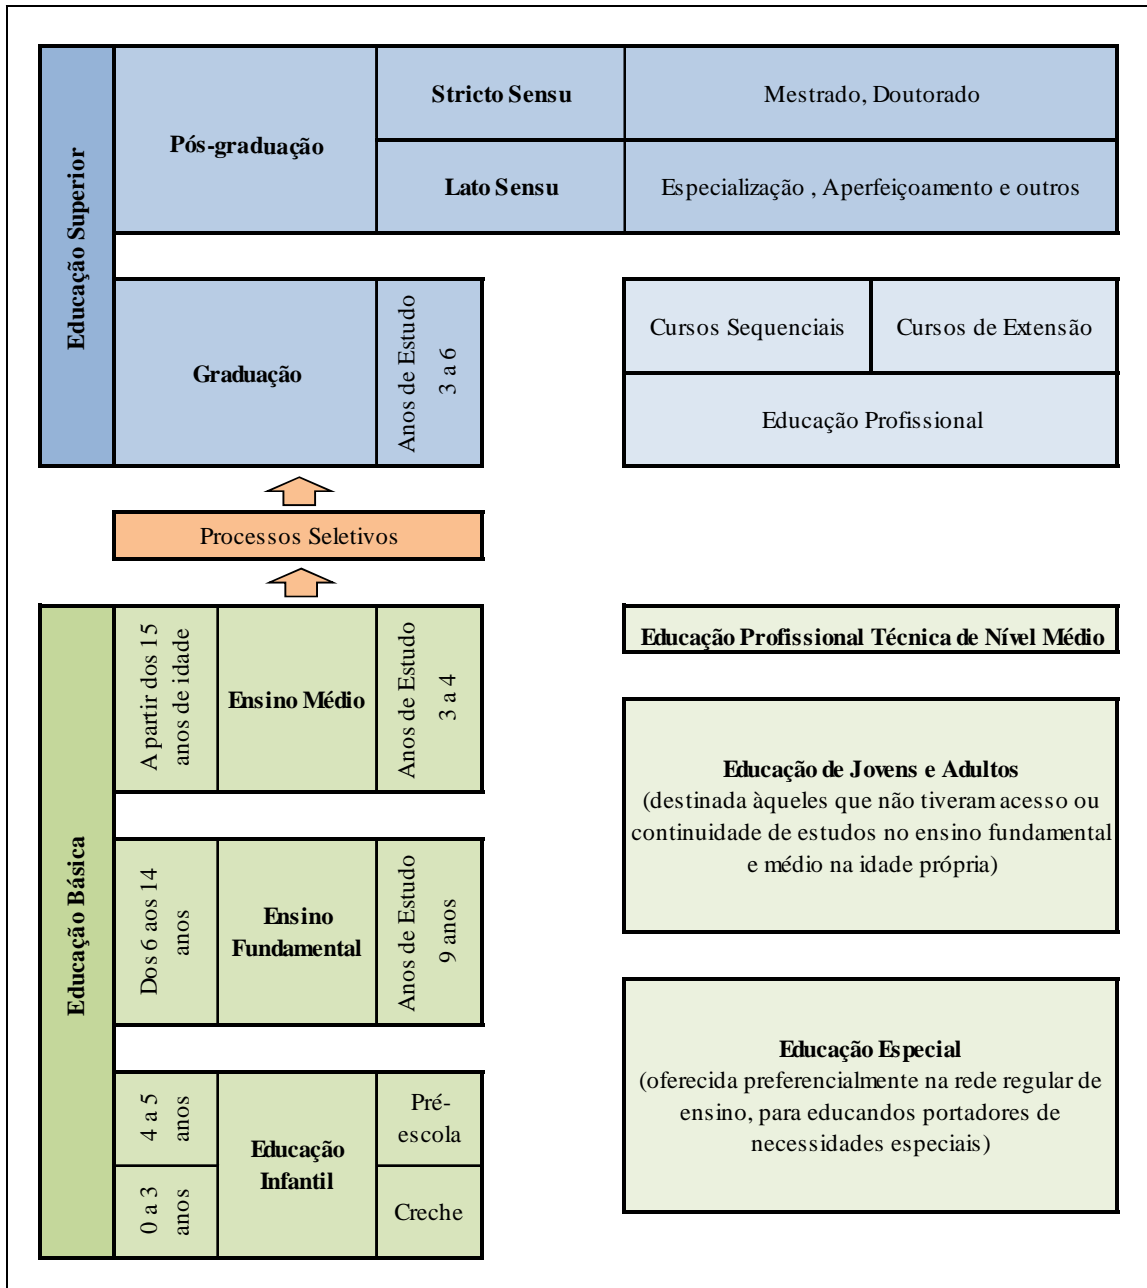 Educação Superior
Pós-graduação
Stricto Sensu
Mestrado, Doutorado
Lato Sensu
Especialização , Aperfeiçoamento e outros
Graduação
Anos de Estudo
3 a 6
Cursos Sequenciais
Cursos de Extensão
Educação Profissional
Processos Seletivos
Educação Básica
A partir dos 15
anos de idade
Ensino Médio
Anos de Estudo
3 a 4
Educação Profissional Técnica de Nível Médio
Educação de Jovens e Adultos
(destinada àqueles que não tiveram acesso ou
continuidade de estudos no ensino fundamental
e médio na idade própria)
Dos 6 aos 14
anos
Ensino
Fundamental
Anos de Estudo
9 anos
Educação Especial
(oferecida preferencialmente na rede regular de
ensino, para educandos portadores de
necessidades especiais)
4 a 5
anos
Educação
Infantil
Pré-
escola
0 a 3
anos
Creche